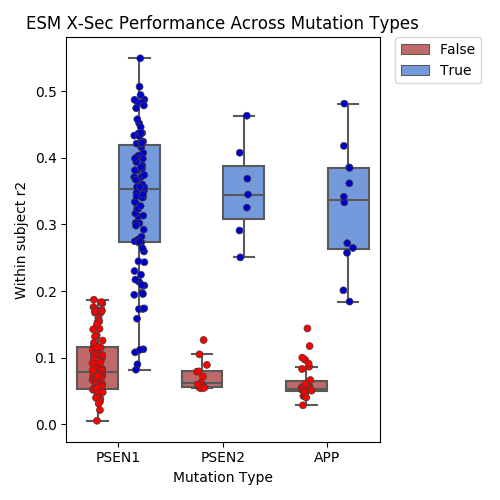 ESM X-Sec Performance Across Mutation Types
False
True
Within subject r2
0.5
0.4
0.3
0.2
0.1
0.0
PSEN1
PSEN2
APP
Mutation Type